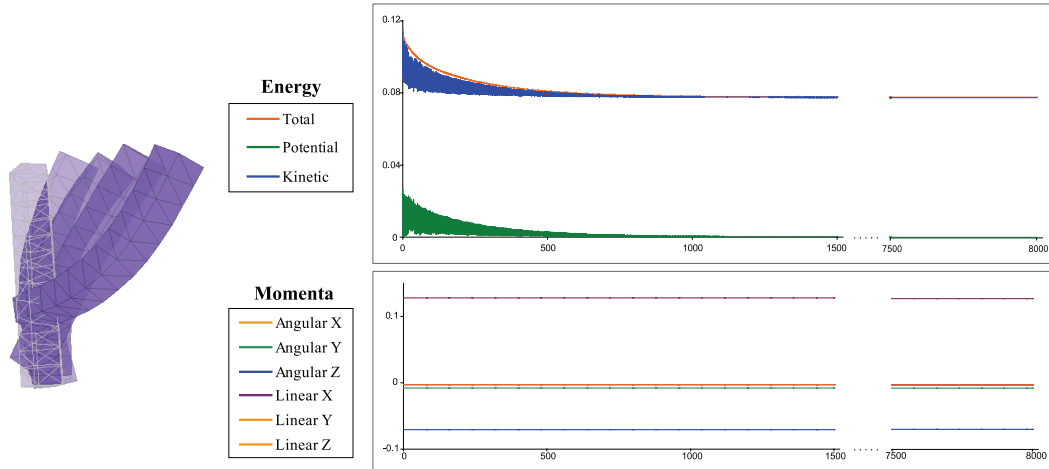 Energy
Total
Potential
Kinetic
0.12
0.08
0.04
0
0 500 1000 1500 7500 8000
Momenta
Angular X
Angular Y
Angular Z
Linear X
Linear Y
Linear Z
0.1
0
-0.1
0 500 1000 1500 7500 8000